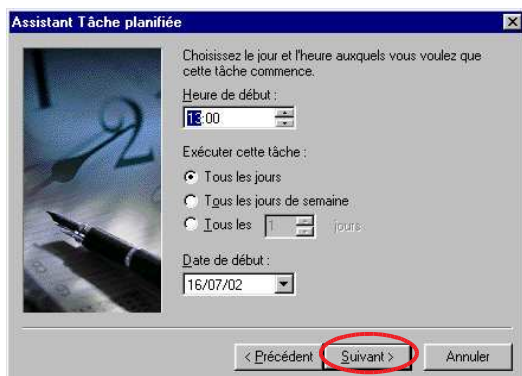 Assistant Tâche planifiée
Choisissez le jour et l'heure auxquels vous voulez que
cette tâche commence.
Heure de début :
13:00
Exécuter cette tâche :
Tous les jours
Tous les jours de semaine
Tous les 1 jours
Date de début :
16/07/02
< Précédent Suivant > Annuler